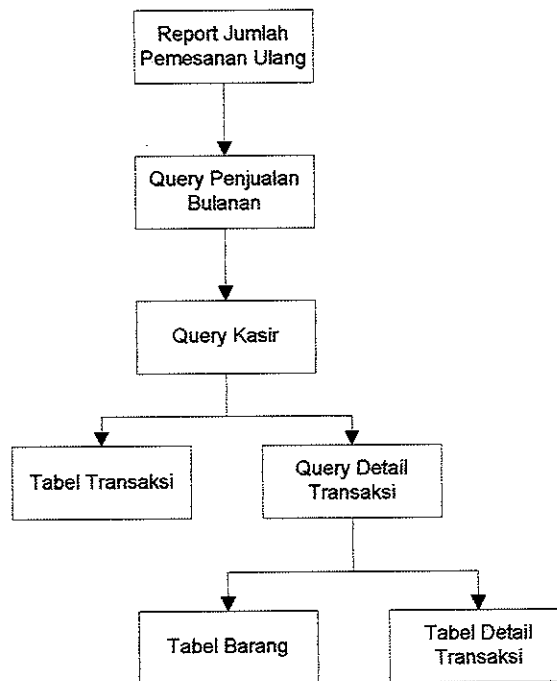 Report Jumlah
Pemesanan Ulang
Query Penjualan
Bulanan
Query Kasir
Tabel Transaksi
Query Detail
Transaksi
Tabel Barang
Tabel Detail
Transaksi